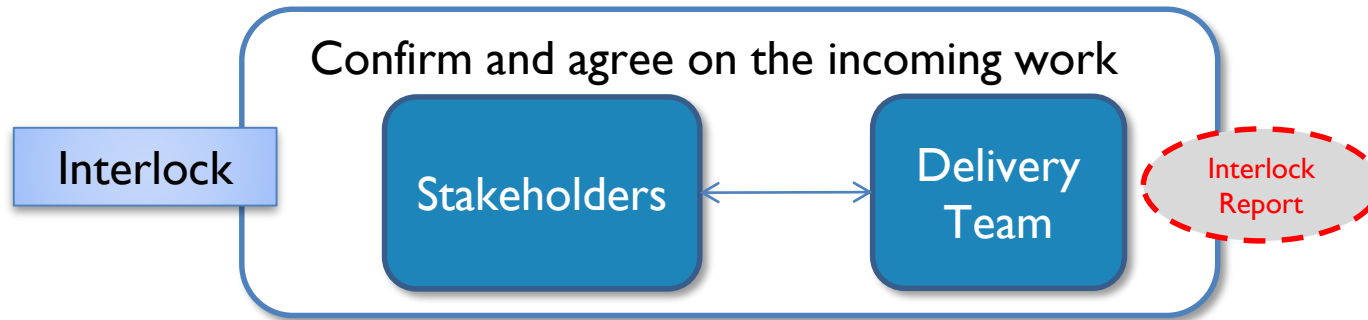 Confirm and agree on the incoming work
Interlock
Stakeholders
Delivery
Team
Interlock
Report